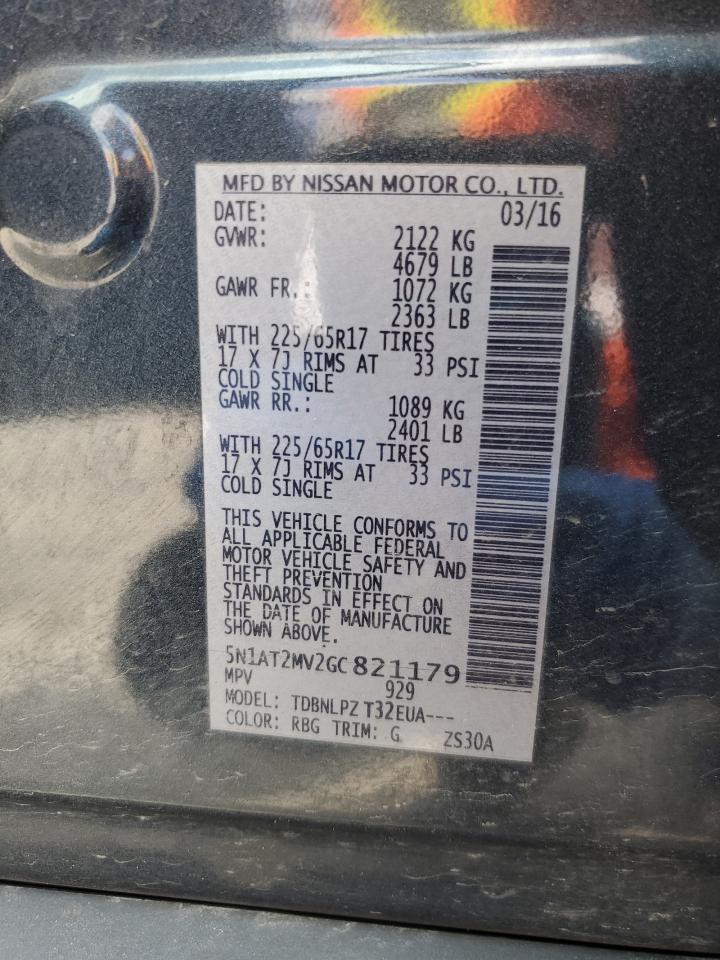 MFD BY NISSAN MOTOR CO., LTD.
DATE: 03/16
GVWR: 2122 KG
4679 LB
GAWR FR.: 1072 KG
2363 LB
WITH 225/65R17 TIRES
17 X 7J RIMS AT 33 PSI
COLD SINGLE
GAWR RR.: 1089 KG
2401 LB
WITH 225/65R17 TIRES
17 X 7J RIMS AT 33 PSI
COLD SINGLE
THIS VEHICLE CONFORMS TO
ALL APPLICABLE FEDERAL
MOTOR VEHICLE SAFETY AND
THEFT PREVENTION
STANDARDS IN EFFECT ON
THE DATE OF MANUFACTURE
SHOWN ABOVE.
5N1AT2MV2GC821179
MPV 929
MODEL: TDBNLPZ T32EUA---
COLOR: RBG TRIM: G ZS30A